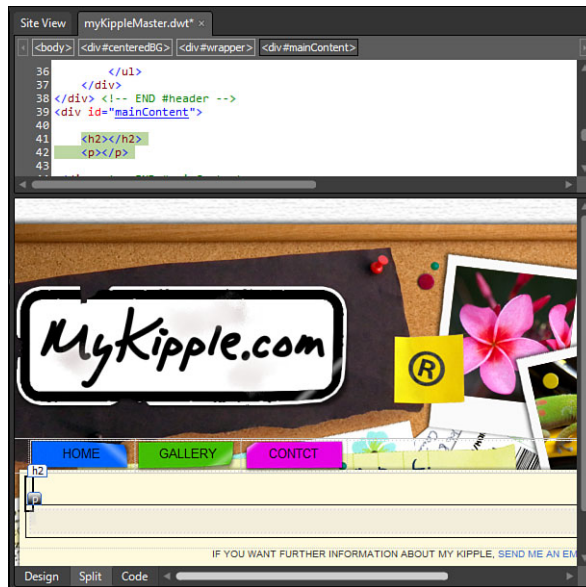 Site View myKippleMaster.dwt* ×
<body> <div#centeredBG> <div#wrapper> <div#mainContent>
36 </ul>
37 </div>
38 </div> <!-- END #header -->
39 <div id="mainContent">
40
41 <h2></h2>
42 <p></p>
43
MyKipple.com
®
HOME GALLERY CONTCT
h2
p
IF YOU WANT FURTHER INFORMATION ABOUT MY KIPPLE, SEND ME AN EM
Design Split Code